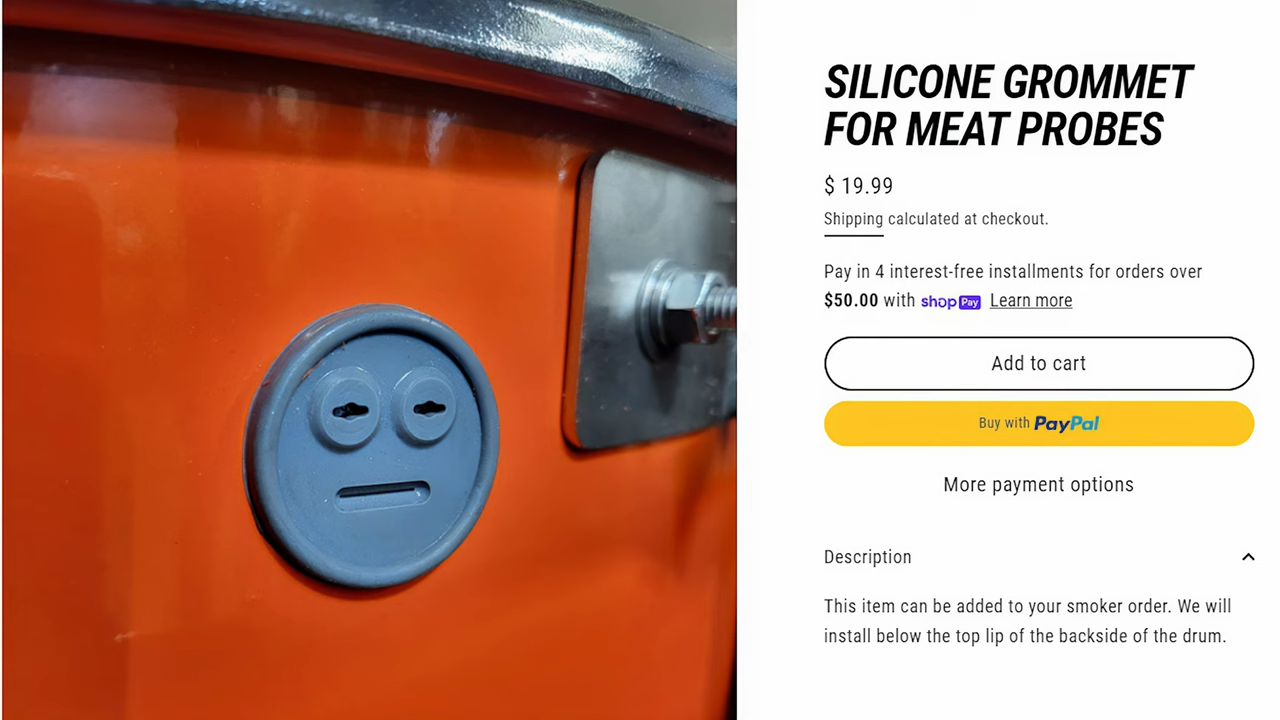 SILICONE GROMMET
FOR MEAT PROBES
$ 19.99
Shipping calculated at checkout.
Pay in 4 interest-free installments for orders over
$50.00 with shop Pay Learn more
Add to cart
Buy with PayPal
More payment options
Description
This item can be added to your smoker order. We will
install below the top lip of the backside of the drum.